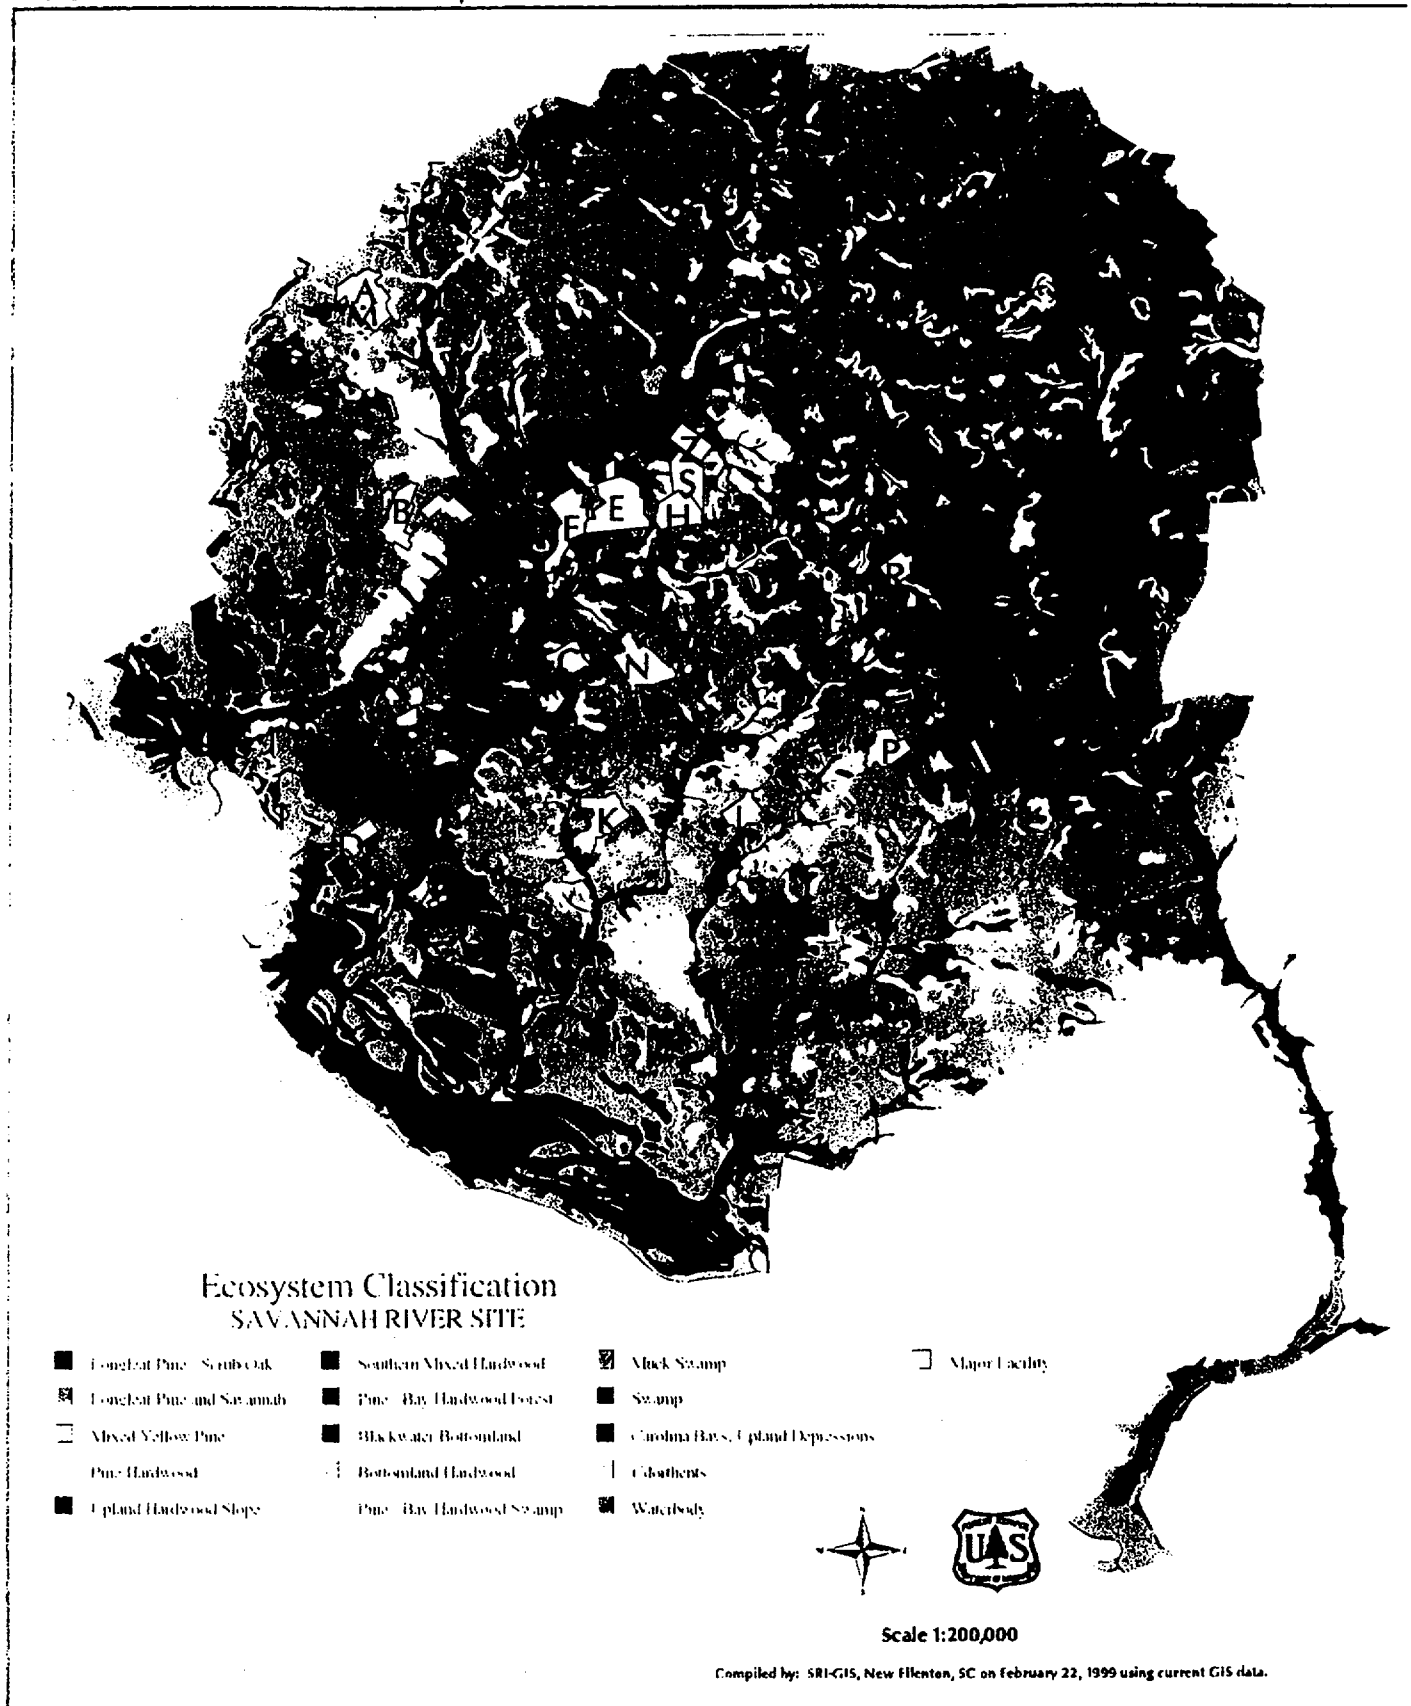 A
M
Z
S
B
E
F
H
R
C
N
P
K
L
Ecosystem Classification
SAVANNAH RIVER SITE
Longleaf Pine - Scrub Oak
Longleaf Pine and Savannah
Mixed Yellow Pine
Pine Hardwood
Upland Hardwood Slope
Southern Mixed Hardwood
Pine - Bay Hardwood Forest
Blackwater Bottomland
Bottomland Hardwood
Pine - Bay Hardwood Swamp
Muck Swamp
Swamp
Carolina Bays, Upland Depressions
Udorthents
Waterbody
Major Facility
US
Scale 1:200,000
Compiled by: SRI-GIS, New Ellenton, SC on February 22, 1999 using current GIS data.